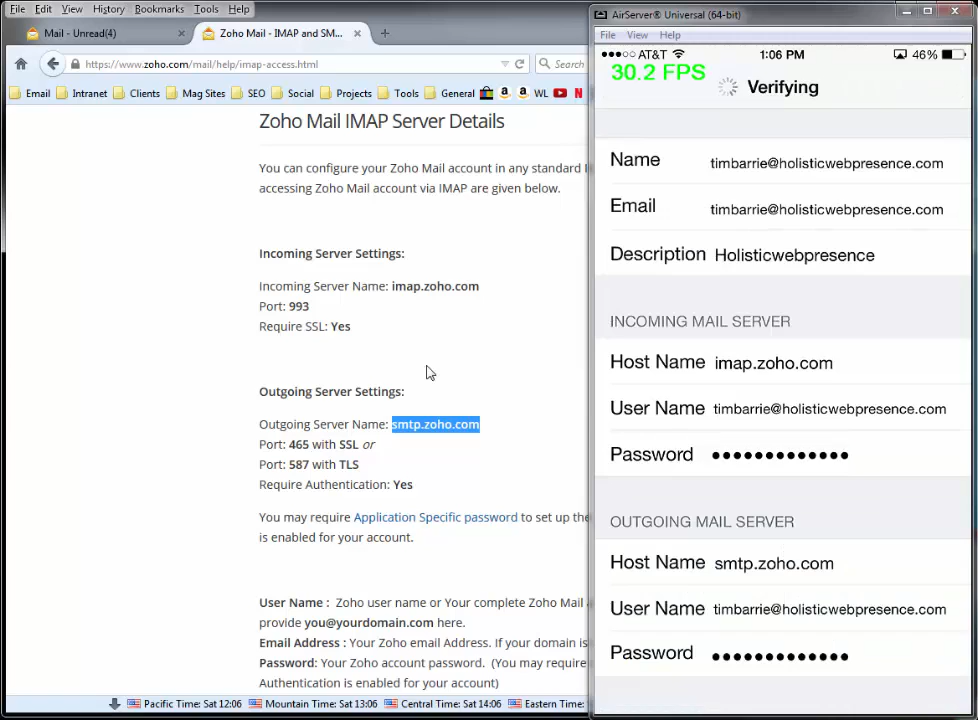 File Edit View History Bookmarks Tools Help
Mail - Unread(4) Zoho Mail - IMAP and SM...
https://www.zoho.com/mail/help/imap-access.html Search
Email Intranet Clients Mag Sites SEO Social Projects Tools General WL
Zoho Mail IMAP Server Details
You can configure your Zoho Mail account in any standard
accessing Zoho Mail account via IMAP are given below.
Incoming Server Settings:
Incoming Server Name: imap.zoho.com
Port: 993
Require SSL: Yes
Outgoing Server Settings:
Outgoing Server Name: smtp.zoho.com
Port: 465 with SSL or
Port: 587 with TLS
Require Authentication: Yes
You may require Application Specific password to set up the
is enabled for your account.
User Name : Zoho user name or Your complete Zoho Mail
provide you@yourdomain.com here.
Email Address : Your Zoho email Address. If your domain is
Password: Your Zoho account password. (You may require
Authentication is enabled for your account)
Pacific Time: Sat 12:06 Mountain Time: Sat 13:06 Central Time: Sat 14:06 Eastern Time:
AirServer® Universal (64-bit)
File View Help
AT&T 1:06 PM 46%
30.2 FPS
Verifying
Name timbarrie@holisticwebpresence.com
Email timbarrie@holisticwebpresence.com
Description Holisticwebpresence
INCOMING MAIL SERVER
Host Name imap.zoho.com
User Name timbarrie@holisticwebpresence.com
Password ●●●●●●●●●●●●●
OUTGOING MAIL SERVER
Host Name smtp.zoho.com
User Name timbarrie@holisticwebpresence.com
Password ●●●●●●●●●●●●●